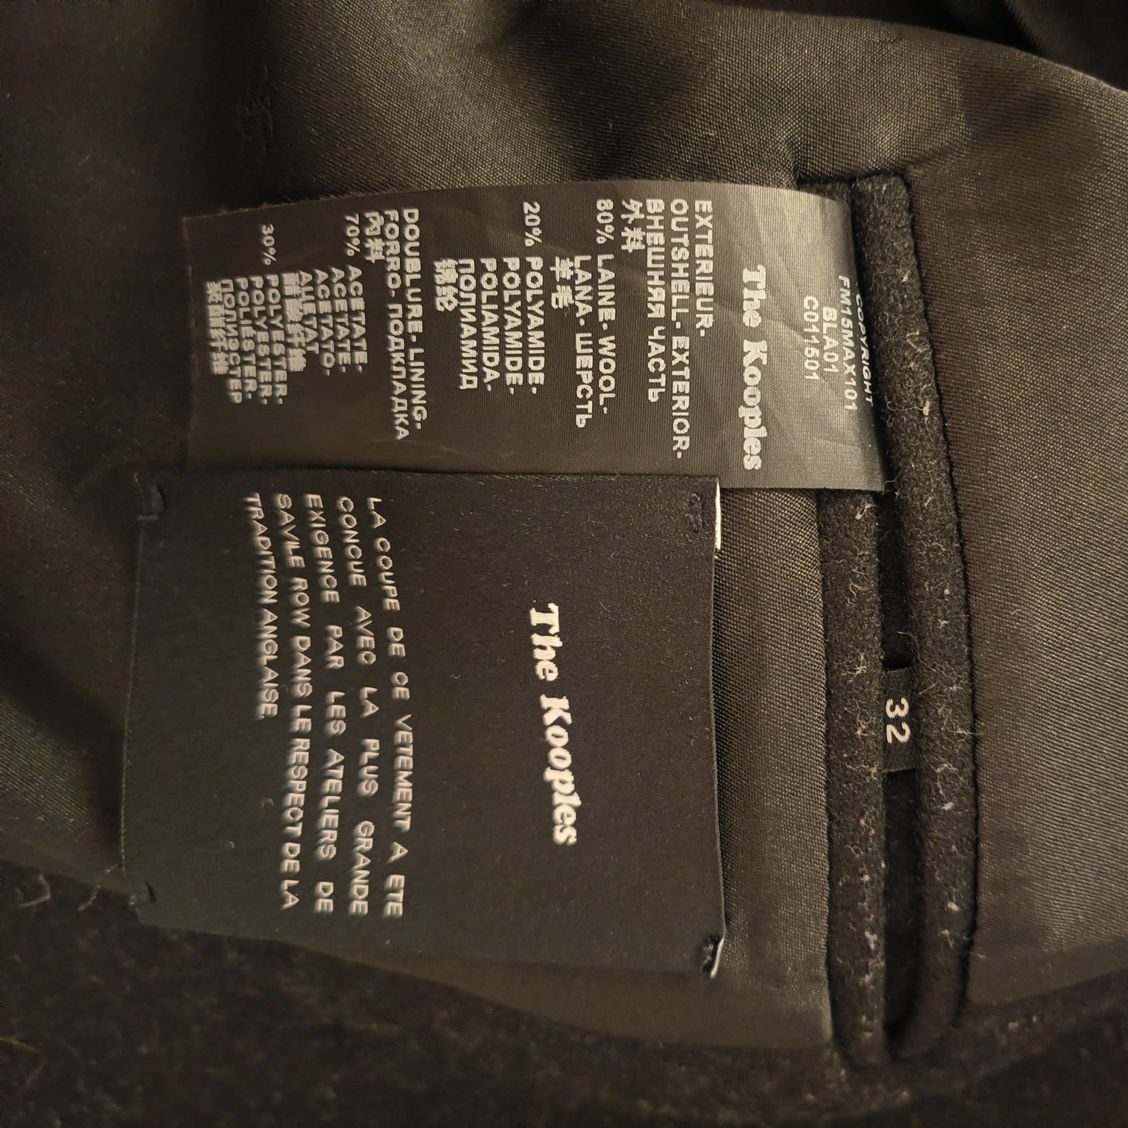 COPYRIGHT
FM15MAX101
BLA01
C011501
The Kooples
EXTERIEUR-
OUTSHELL- EXTERIOR-
ВНЕШНЯЯ ЧАСТЬ
外料
80% LAINE- WOOL-
LANA- ШЕРСТЬ
羊毛
20% POLYAMIDE-
POLYAMIDE-
POLIAMIDA-
ПОЛИАМИД
锦纶
DOUBLURE- LINING-
FORRO- ПОДКЛАДКА
內料
70% ACETATE-
ACETATE-
ACETATO-
АЦЕТАТ
30% POLYESTER-
POLYESTER-
POLIESTER-
ПОЛИЭСТЕР
The Kooples
LA COUPE DE CE VETEMENT A ETE
CONCUE AVEC LA PLUS GRANDE
EXIGENCE PAR LES ATELIERS DE
SAVILE ROW DANS LE RESPECT DE LA
TRADITION ANGLAISE.
32